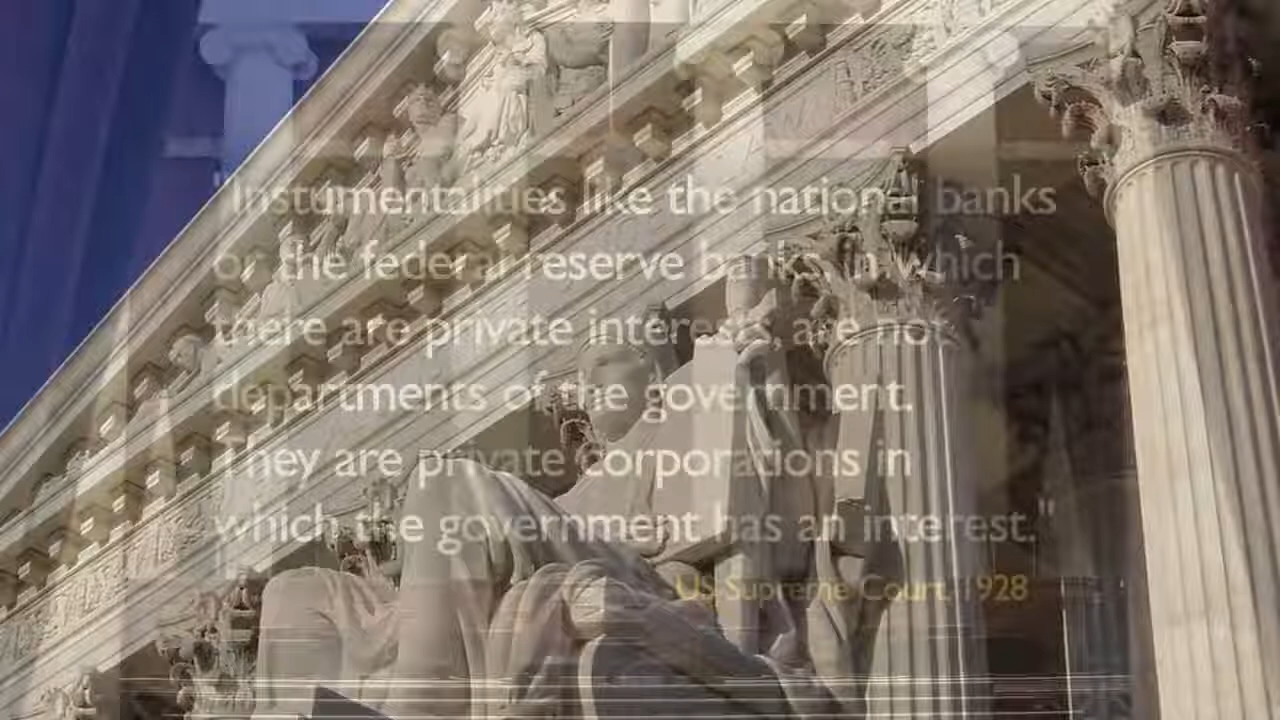 Instumentalities like the national banks
or the federal reserve banks, in which
there are private interests, are not
departments of the government.
They are private corporations in
which the government has an interest.
US Supreme Court, 1928